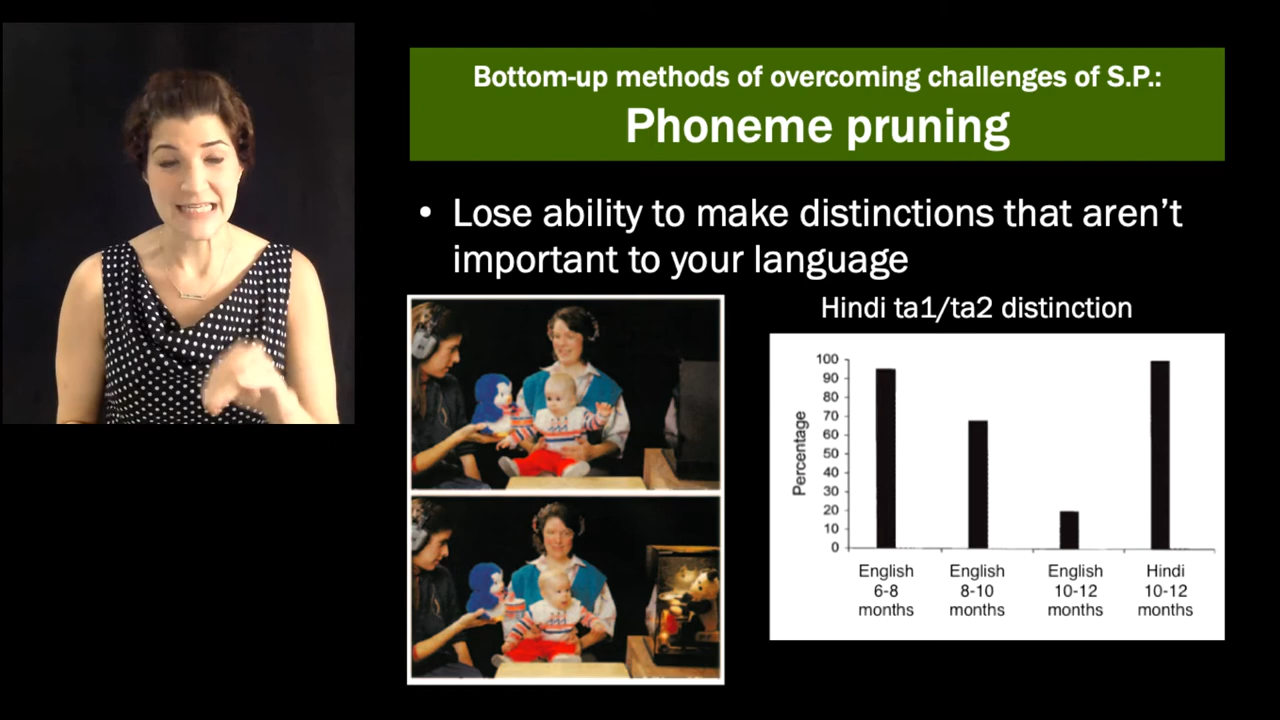 Bottom-up methods of overcoming challenges of S.P.:
Phoneme pruning
• Lose ability to make distinctions that aren't
important to your language
Hindi ta1/ta2 distinction
Percentage
100
90
80
70
60
50
40
30
20
10
0
English
6-8
months
English
8-10
months
English
10-12
months
Hindi
10-12
months